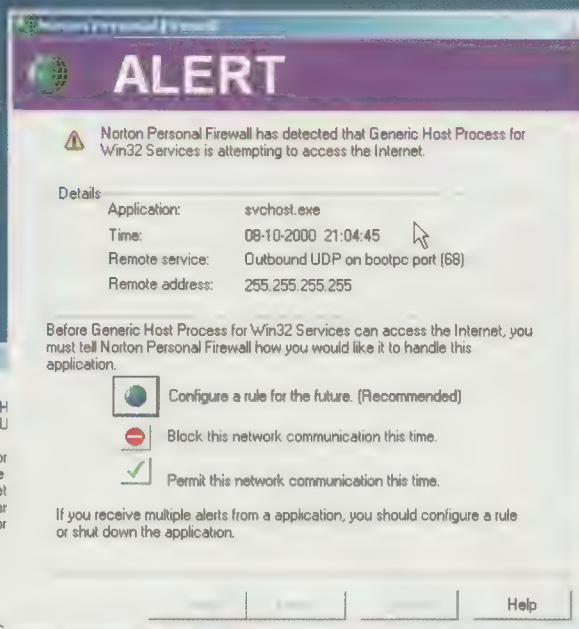 Norton Personal Firewall
ALERT
Norton Personal Firewall has detected that Generic Host Process for
Win32 Services is attempting to access the Internet.
Details
Application: svchost.exe
Time: 08-10-2000 21:04:45
Remote service: Outbound UDP on bootpc port (68)
Remote address: 255.255.255.255
Before Generic Host Process for Win32 Services can access the Internet, you
must tell Norton Personal Firewall how you would like it to handle this
application.
Configure a rule for the future. (Recommended)
Block this network communication this time.
Permit this network communication this time.
If you receive multiple alerts from a application, you should configure a rule
or shut down the application.
Help